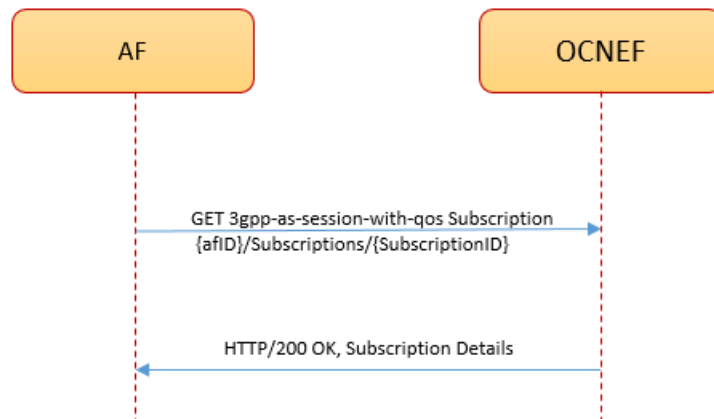 AF
OCNEF
GET 3gpp-as-session-with-qos Subscription
{afID}/Subscriptions/{SubscriptionID}
HTTP/200 OK, Subscription Details